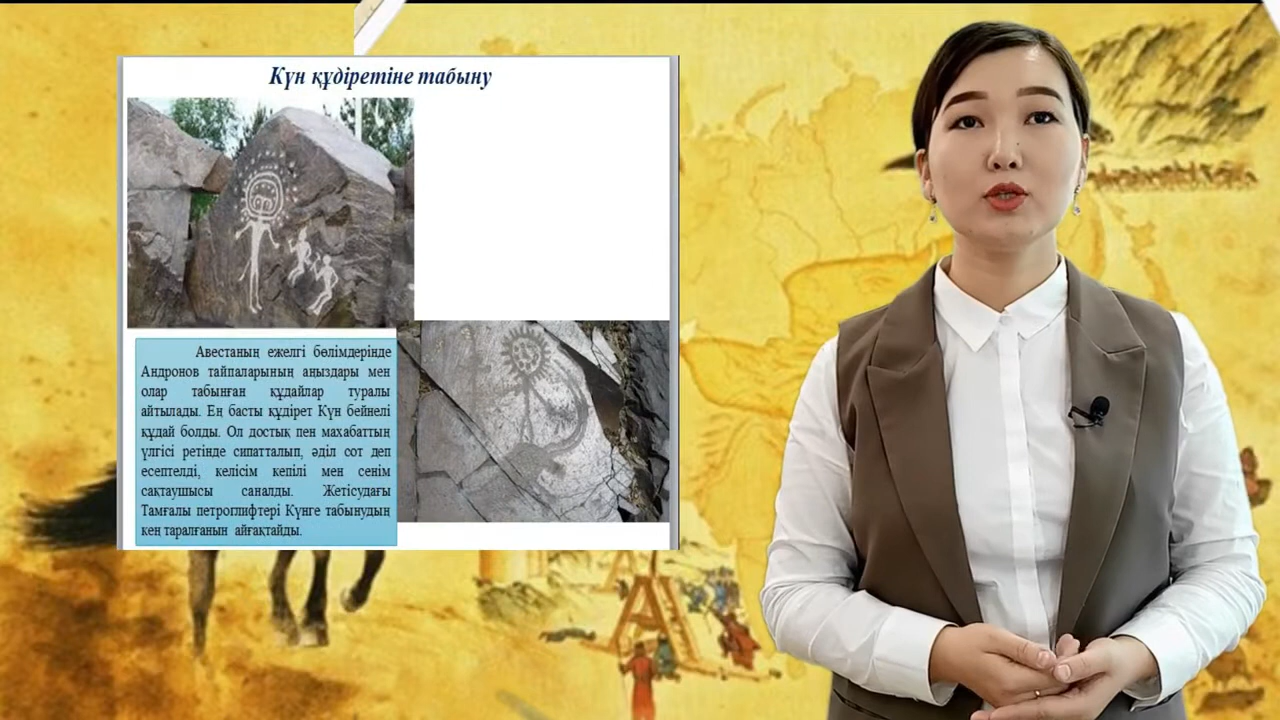 Күн құдіретіне табыну
Авестаның ежелгі бөлімдерінде
Андронов тайпаларының аңыздары мен
олар табынған құдайлар туралы
айтылады. Ең басты құдірет Күн бейнелі
құдай болды. Ол достық пен махаббаттың
үлгісі ретінде сипатталып, әділ сот деп
есептелді, келісім кепілі мен сенім
сақтаушысы саналды. Жетісудағы
Тамғалы петроглифтері Күнге табынудың
кең таралғанын айғақтайды.